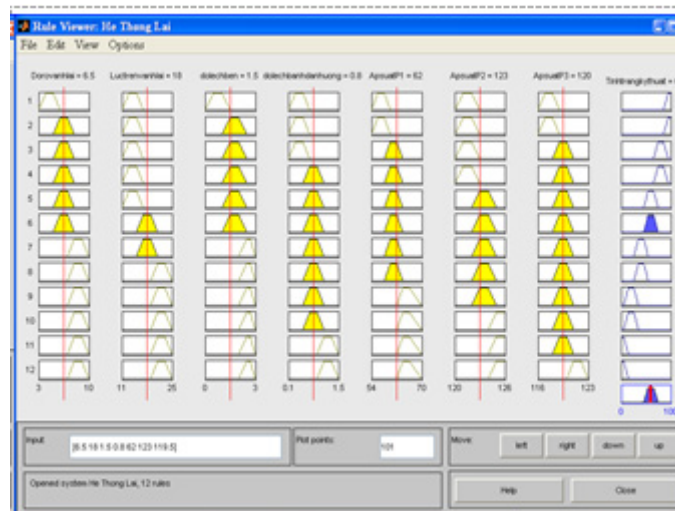 Rule Viewer: He Thong Lai
File Edit View Options
Dorovanhlai = 6.5 Luctrenvanhlai = 18 dolechben = 1.5 dolechbanhdanhuong = 0.8 ApsuatP1 = 62 ApsuatP2 = 123 ApsuatP3 = 120 Tinhtrangkythuat =
1
2
3
4
5
6
7
8
9
10
11
12
3 10 11 25 0 3 0.1 1.5 54 70 120 126 116 123
0 100
Input: [6.5 18 1.5 0.8 62 123 119.5] Plot points: 101 Move: left right down up
Opened system He Thong Lai, 12 rules Help Close